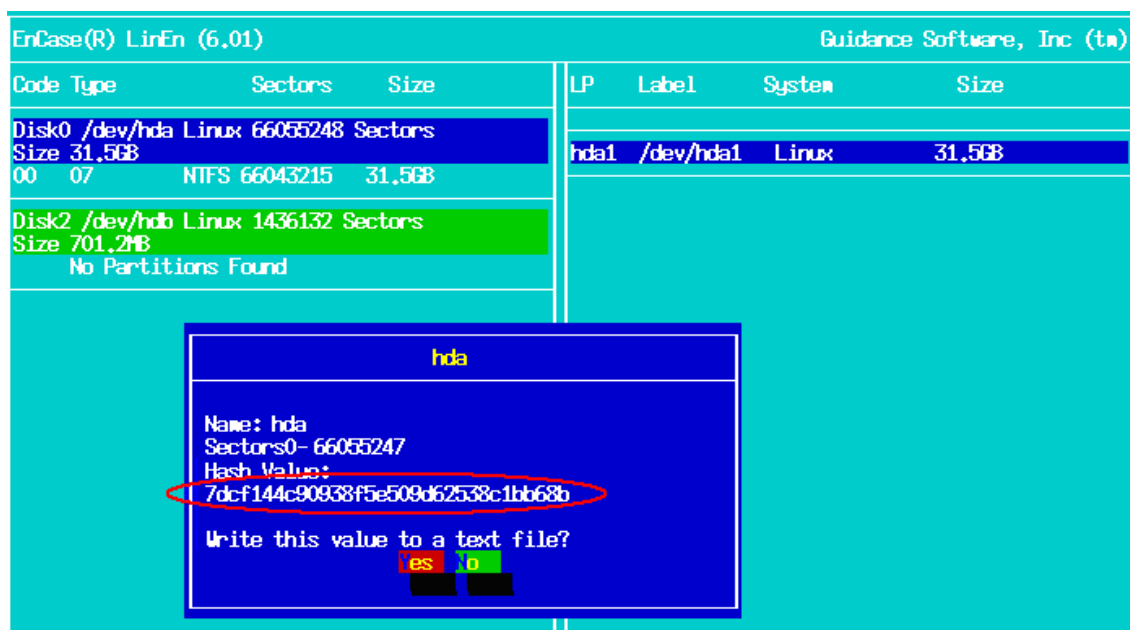 EnCase(R) LinEn (6.01) Guidance Software, Inc (tm)
Code Type Sectors Size
LP Label System Size
Disk0 /dev/hda Linux 66055248 Sectors
Size 31.5GB
00 07 NTFS 66043215 31.5GB
hda1 /dev/hda1 Linux 31.5GB
Disk2 /dev/hdb Linux 1436132 Sectors
Size 701.2MB
No Partitions Found
hda
Name: hda
Sectors0-66055247
Hash Value:
7dcf144c90938f5e509d62538c1bb68b
Write this value to a text file?
Yes No